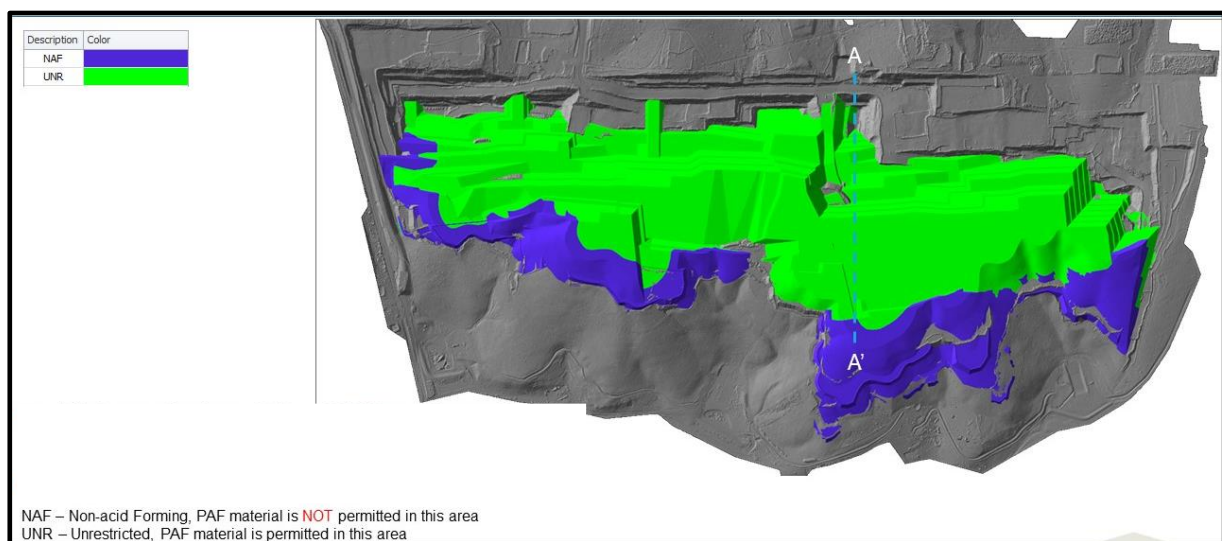 Description Color
NAF
UNR
A
A'
NAF – Non-acid Forming, PAF material is NOT permitted in this area
UNR – Unrestricted, PAF material is permitted in this area